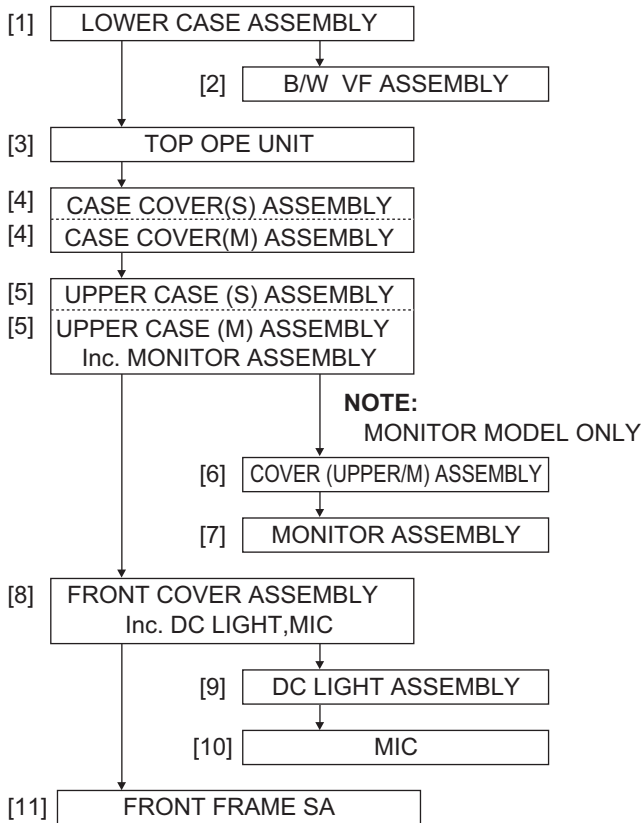 [1] LOWER CASE ASSEMBLY
[2] B/W VF ASSEMBLY
[3] TOP OPE UNIT
[4] CASE COVER(S) ASSEMBLY
[4] CASE COVER(M) ASSEMBLY
[5] UPPER CASE (S) ASSEMBLY
[5] UPPER CASE (M) ASSEMBLY
Inc. MONITOR ASSEMBLY
NOTE:
MONITOR MODEL ONLY
[6] COVER (UPPER/M) ASSEMBLY
[7] MONITOR ASSEMBLY
[8] FRONT COVER ASSEMBLY
Inc. DC LIGHT,MIC
[9] DC LIGHT ASSEMBLY
[10] MIC
[11] FRONT FRAME SA